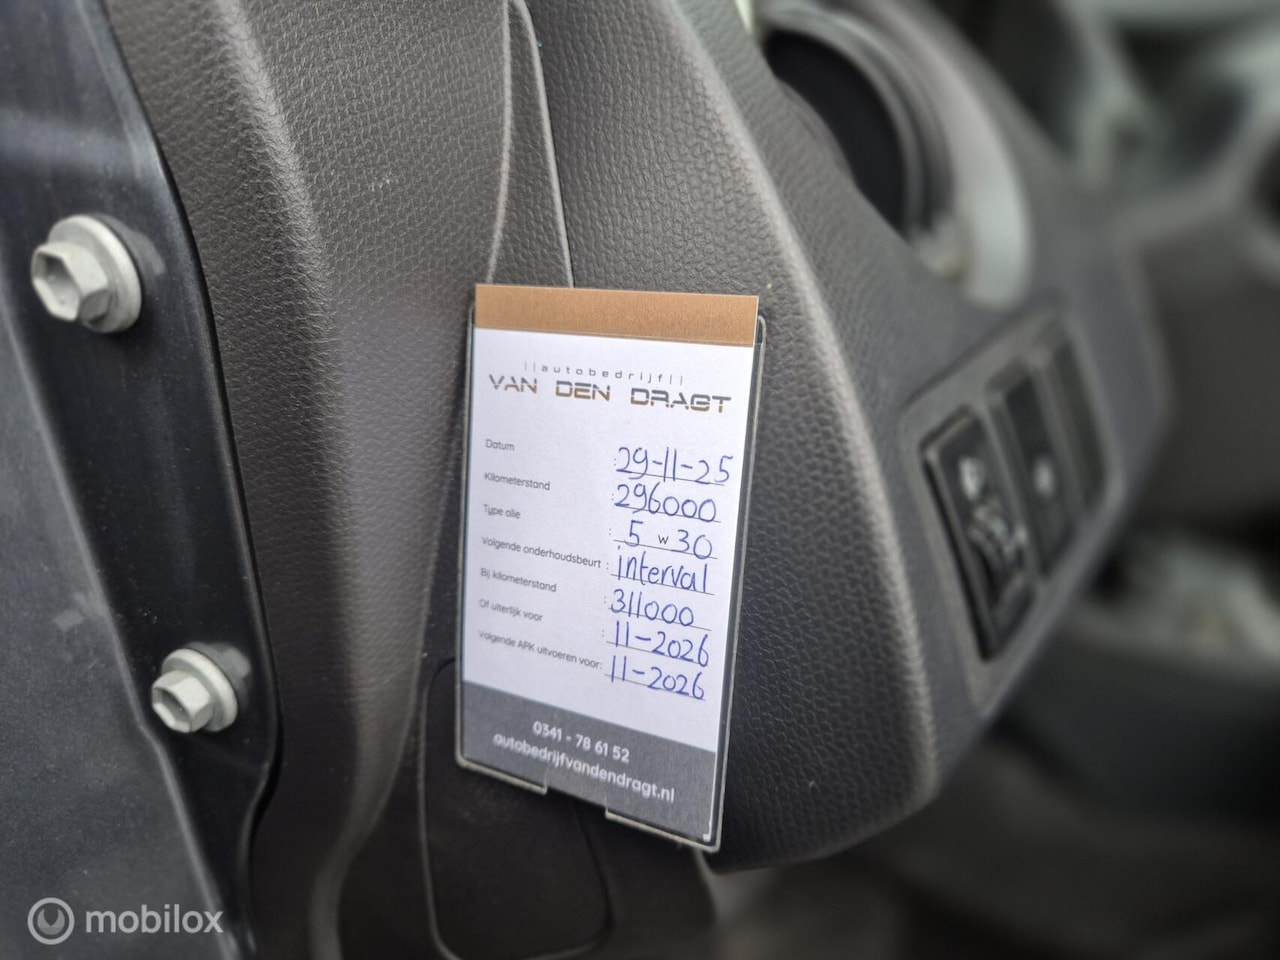 ||autobedrijf||
VAN DEN DRAGT
Datum : 29-11-25
Kilometerstand : 296000
Type olie : 5 w 30
Volgende onderhoudsbeurt : interval
Bij kilometerstand : 311000
Of uiterlijk voor : 11-2026
Volgende APK uitvoeren voor: 11-2026
0341 - 78 61 52
autobedrijfvandendragt.nl
mobilox